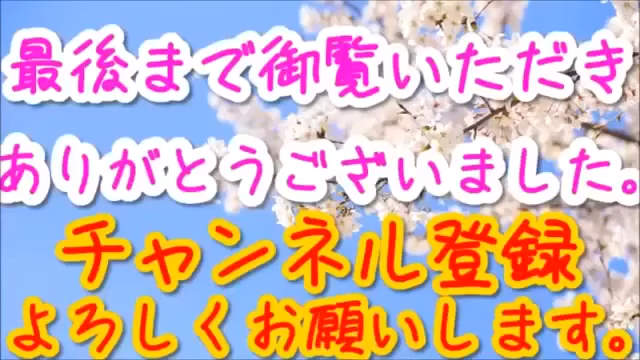 最後まで御覧いただき
ありがとうございました。
チャンネル登録
よろしくお願いします。